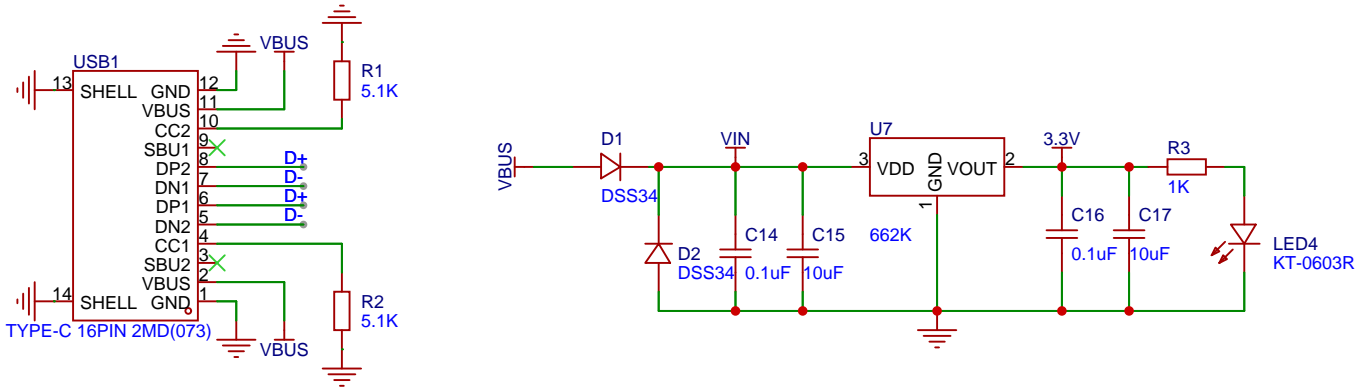 USB1
13 SHELL GND 12
VBUS 11
CC2 10
SBU1 9
DP2 8
DN1 7
DP1 6
DN2 5
CC1 4
SBU2 3
VBUS 2
14 SHELL GND 1
TYPE-C 16PIN 2MD(073)
VBUS
R1
5.1K
D+
D-
D+
D-
R2
5.1K
VBUS
VBUS
D1
DSS34
D2
DSS34
VIN
C14
0.1uF
C15
10uF
U7
3 VDD GND VOUT 2
1
662K
3.3V
C16
0.1uF
C17
10uF
R3
1K
LED4
KT-0603R